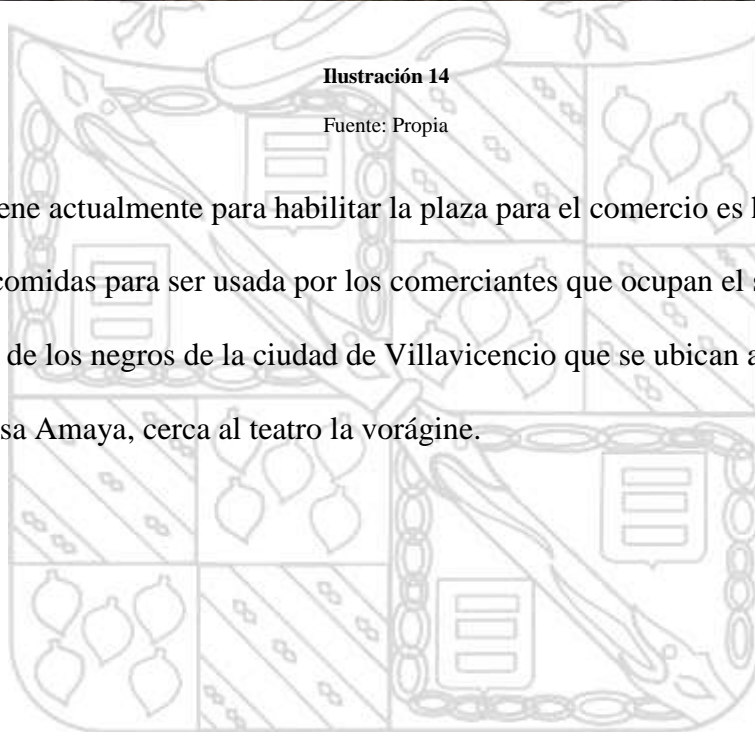 Ilustración 14
Fuente: Propia
ene actualmente para habilitar la plaza para el comercio es
comidas para ser usada por los comerciantes que ocupan el
de los negros de la ciudad de Villavicencio que se ubican
sa Amaya, cerca al teatro la vorágine.